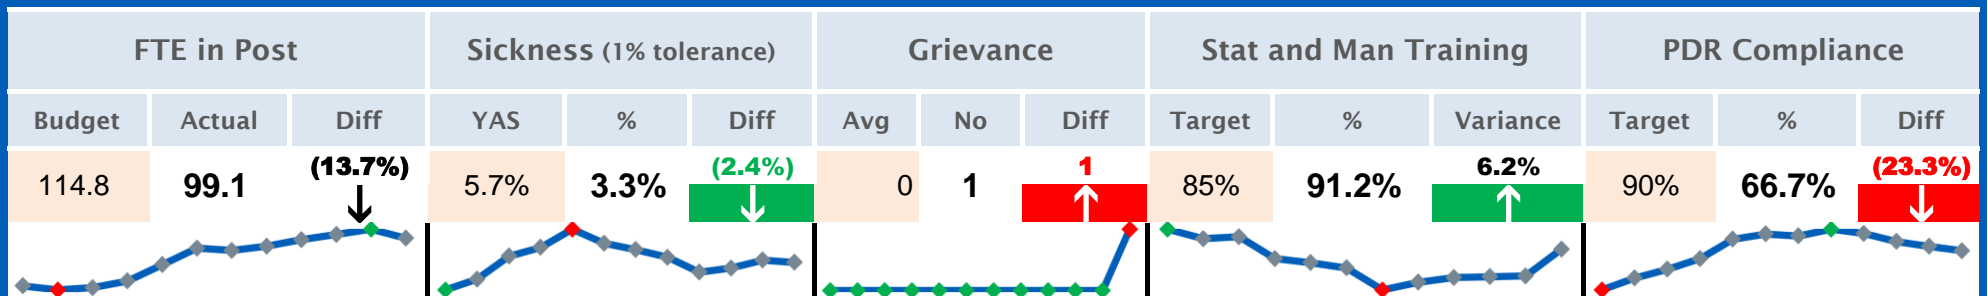 FTE in Post Sickness (1% tolerance) Grievance Stat and Man Training PDR Compliance
Budget Actual Diff YAS % Diff Avg No Diff Target % Variance Target % Diff
114.8 99.1 (13.7%) 5.7% 3.3% (2.4%) 0 1 1 85% 91.2% 6.2% 90% 66.7% (23.3%)